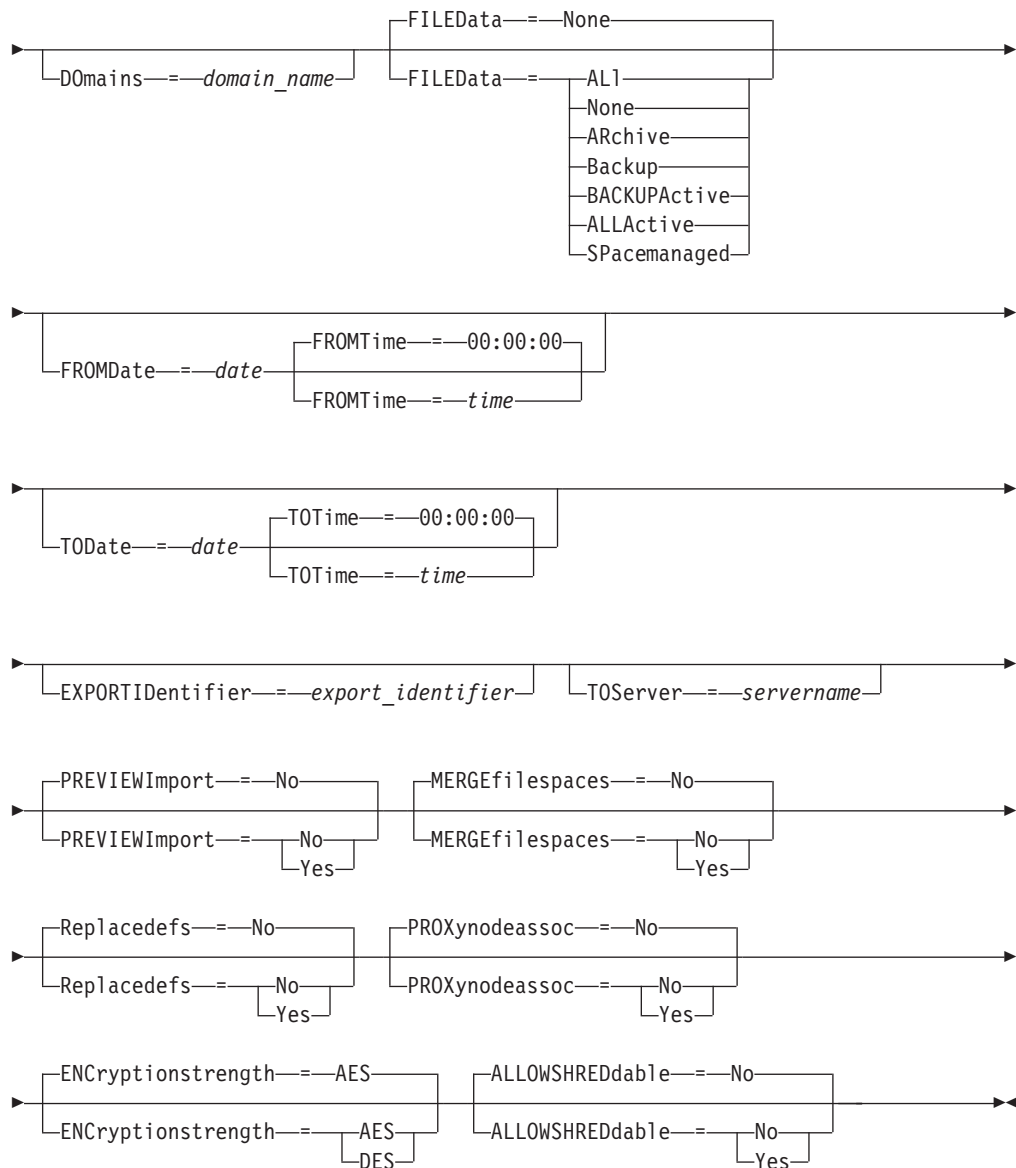 FILEData = None
DOmains = domain_name FILEData = ALl
None
ARchive
Backup
BACKUPActive
ALLActive
SPacemanaged
FROMTime = 00:00:00
FROMDate = date
FROMTime = time
TOTime = 00:00:00
TODate = date
TOTime = time
EXPORTIDentifier = export_identifier TOServer = servername
PREVIEWImport = No MERGEfilespaces = No
PREVIEWImport = No MERGEfilespaces = No
Yes Yes
Replacedefs = No PROXynodeassoc = No
Replacedefs = No PROXynodeassoc = No
Yes Yes
ENCryptionstrength = AES ALLOWSHREDdable = No
ENCryptionstrength = AES ALLOWSHREDdable = No
DES Yes